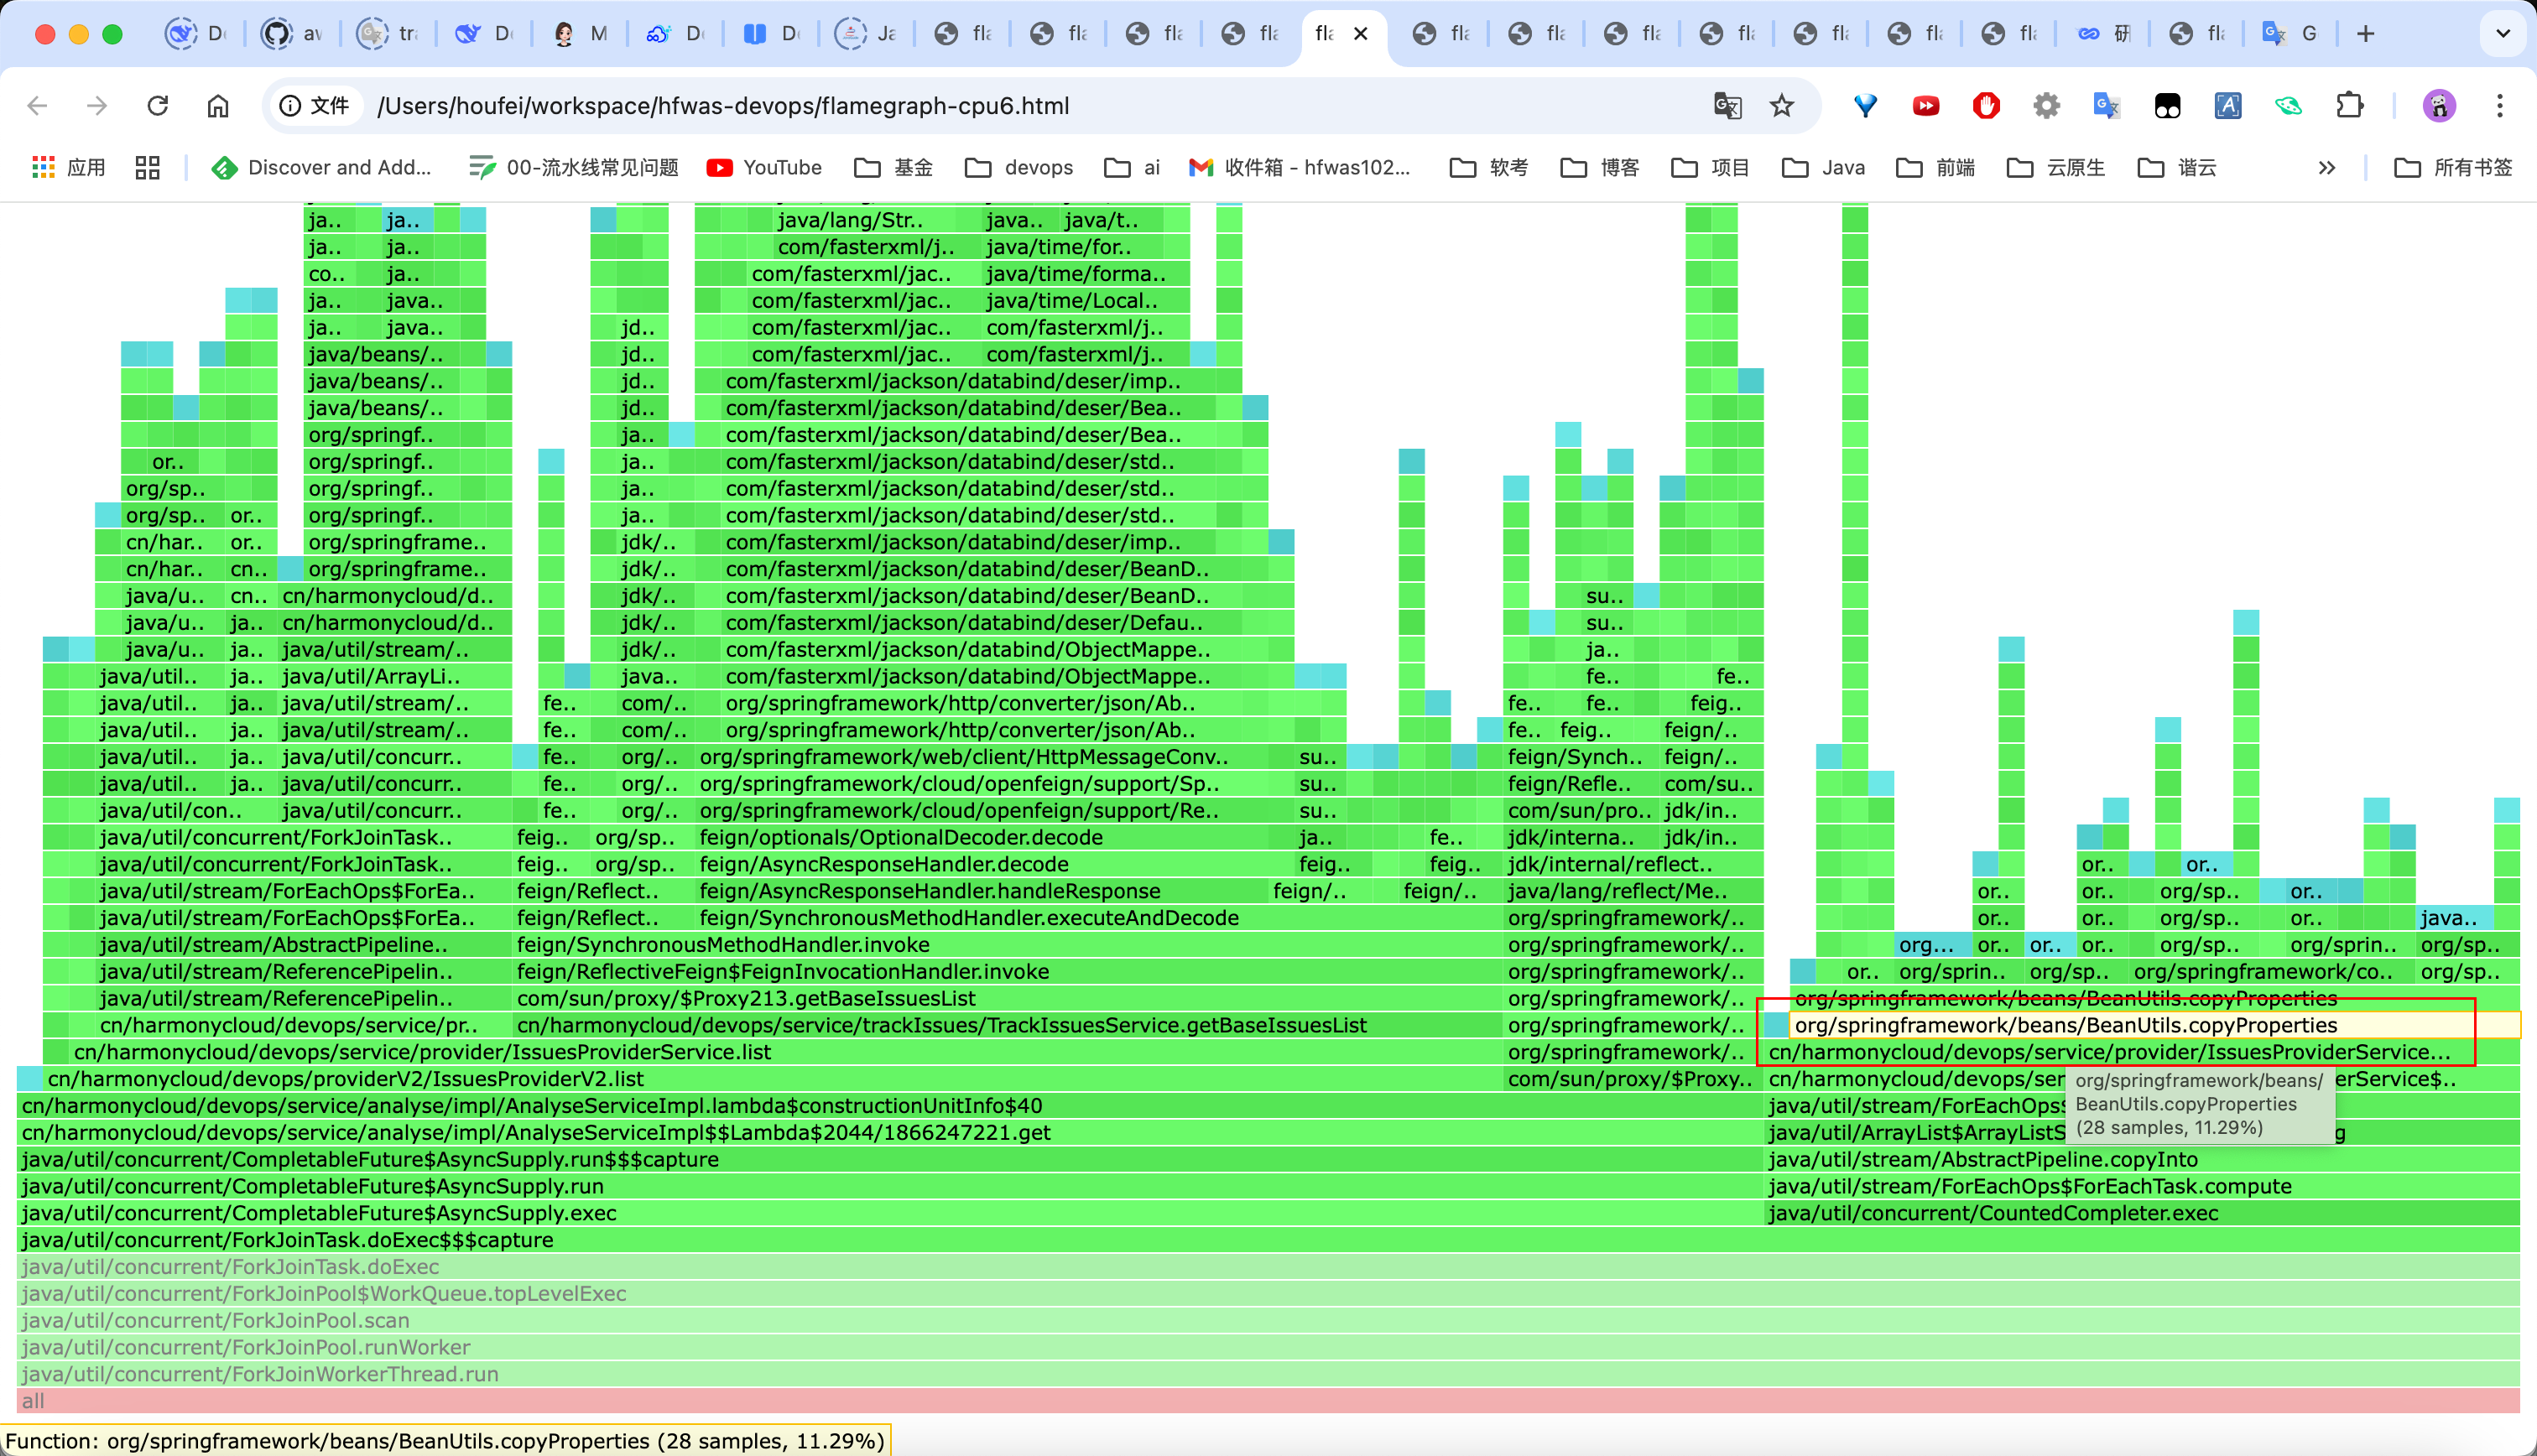 De
av
tra
De
M
De
De
Ja
fla
fla
fla
fla
fla
fla
fla
fla
fla
fla
fla
fla
研
fla
G
文件
/Users/houfei/workspace/hfwas-devops/flamegraph-cpu6.html
应用
Discover and Add...
00-流水线常见问题
YouTube
基金
devops
ai
收件箱 - hfwas102...
软考
博客
项目
Java
前端
云原生
谐云
所有书签
ja.. ja.. java/lang/Str.. java.. java/t..
ja.. ja.. com/fasterxml/j.. java/time/for..
co.. ja.. com/fasterxml/jac.. java/time/forma..
ja.. java.. com/fasterxml/jac.. java/time/Local..
ja.. java.. jd.. com/fasterxml/jac.. com/fasterxml/j..
java/beans/.. jd.. com/fasterxml/jac.. com/fasterxml/j..
java/beans/.. jd.. com/fasterxml/jackson/databind/deser/imp..
java/beans/.. jd.. com/fasterxml/jackson/databind/deser/Bea..
org/springf.. ja.. com/fasterxml/jackson/databind/deser/Bea..
or.. org/springf.. ja.. com/fasterxml/jackson/databind/deser/std..
org/sp.. org/springf.. ja.. com/fasterxml/jackson/databind/deser/std..
org/sp.. or.. org/springf.. ja.. com/fasterxml/jackson/databind/deser/std..
cn/har.. or.. org/springframe.. jdk/.. com/fasterxml/jackson/databind/deser/imp..
cn/har.. cn.. org/springframe.. jdk/.. com/fasterxml/jackson/databind/deser/BeanD..
java/u.. cn.. cn/harmonycloud/d.. jdk/.. com/fasterxml/jackson/databind/deser/BeanD.. su..
java/u.. ja.. cn/harmonycloud/d.. jdk/.. com/fasterxml/jackson/databind/deser/Defau.. su..
java/u.. ja.. java/util/stream/.. jdk/.. com/fasterxml/jackson/databind/ObjectMappe.. ja..
java/util.. ja.. java/util/ArrayLi.. java.. com/fasterxml/jackson/databind/ObjectMappe.. fe.. fe..
java/util.. ja.. java/util/stream/.. fe.. com/.. org/springframework/http/converter/json/Ab.. fe.. fe.. feig..
java/util.. ja.. java/util/stream/.. fe.. com/.. org/springframework/http/converter/json/Ab.. fe.. feig.. feign/..
java/util.. ja.. java/util/concurr.. fe.. org/.. org/springframework/web/client/HttpMessageConv.. su.. feign/Synch.. feign/..
java/util.. ja.. java/util/concurr.. fe.. org/.. org/springframework/cloud/openfeign/support/Sp.. su.. feign/Refle.. com/su..
java/util/con.. java/util/concurr.. fe.. org/.. org/springframework/cloud/openfeign/support/Re.. su.. com/sun/pro.. jdk/in..
java/util/concurrent/ForkJoinTask.. feig.. org/sp.. feign/optionals/OptionalDecoder.decode ja.. fe.. jdk/interna.. jdk/in..
java/util/concurrent/ForkJoinTask.. feig.. org/sp.. feign/AsyncResponseHandler.decode feig.. feig.. jdk/internal/reflect.. or.. or..
java/util/stream/ForEachOps$ForEa.. feign/Reflect.. feign/AsyncResponseHandler.handleResponse feign/.. feign/.. java/lang/reflect/Me.. or.. or.. org/sp.. or..
java/util/stream/ForEachOps$ForEa.. feign/Reflect.. feign/SynchronousMethodHandler.executeAndDecode org/springframework/.. or.. or.. org/sp.. or.. java..
java/util/stream/AbstractPipeline.. feign/SynchronousMethodHandler.invoke org/springframework/.. org... or.. or.. or.. org/sp.. org/sprin.. org/sp..
java/util/stream/ReferencePipelin.. feign/ReflectiveFeign$FeignInvocationHandler.invoke org/springframework/.. or.. org/sprin.. org/sp.. org/springframework/co.. org/sp..
java/util/stream/ReferencePipelin.. com/sun/proxy/$Proxy213.getBaseIssuesList org/springframework/.. org/springframework/beans/BeanUtils.copyProperties
cn/harmonycloud/devops/service/pr.. cn/harmonycloud/devops/service/trackIssues/TrackIssuesService.getBaseIssuesList org/springframework/.. org/springframework/beans/BeanUtils.copyProperties
cn/harmonycloud/devops/service/provider/IssuesProviderService.list org/springframework/.. cn/harmonycloud/devops/service/provider/IssuesProviderService...
cn/harmonycloud/devops/providerV2/IssuesProviderV2.list com/sun/proxy/$Proxy.. cn/harmonycloud/devops/ser erService$..
org/springframework/beans/
BeanUtils.copyProperties
(28 samples, 11.29%)
cn/harmonycloud/devops/service/analyse/impl/AnalyseServiceImpl.lambda$constructionUnitInfo$40 java/util/stream/ForEachOps$
cn/harmonycloud/devops/service/analyse/impl/AnalyseServiceImpl$$Lambda$2044/1866247221.get java/util/ArrayList$ArrayListS g
java/util/concurrent/CompletableFuture$AsyncSupply.run$$$capture java/util/stream/AbstractPipeline.copyInto
java/util/concurrent/CompletableFuture$AsyncSupply.run java/util/stream/ForEachOps$ForEachTask.compute
java/util/concurrent/CompletableFuture$AsyncSupply.exec java/util/concurrent/CountedCompleter.exec
java/util/concurrent/ForkJoinTask.doExec$$$capture
java/util/concurrent/ForkJoinTask.doExec
java/util/concurrent/ForkJoinPool$WorkQueue.topLevelExec
java/util/concurrent/ForkJoinPool.scan
java/util/concurrent/ForkJoinPool.runWorker
java/util/concurrent/ForkJoinWorkerThread.run
all
Function: org/springframework/beans/BeanUtils.copyProperties (28 samples, 11.29%)